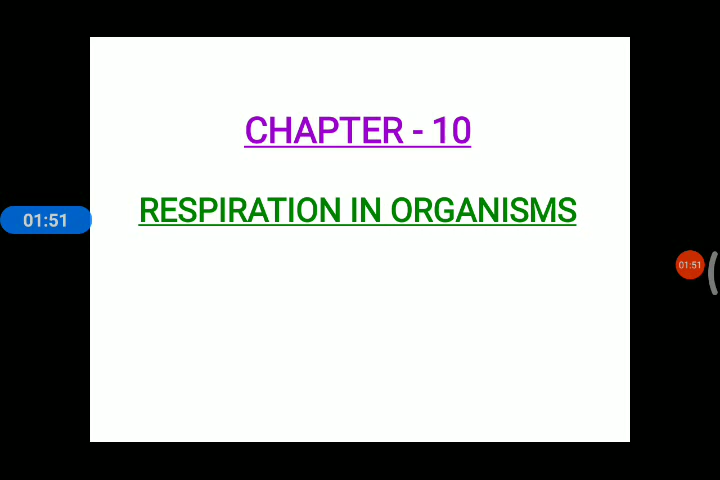 CHAPTER - 10
RESPIRATION IN ORGANISMS
01:51
01:51